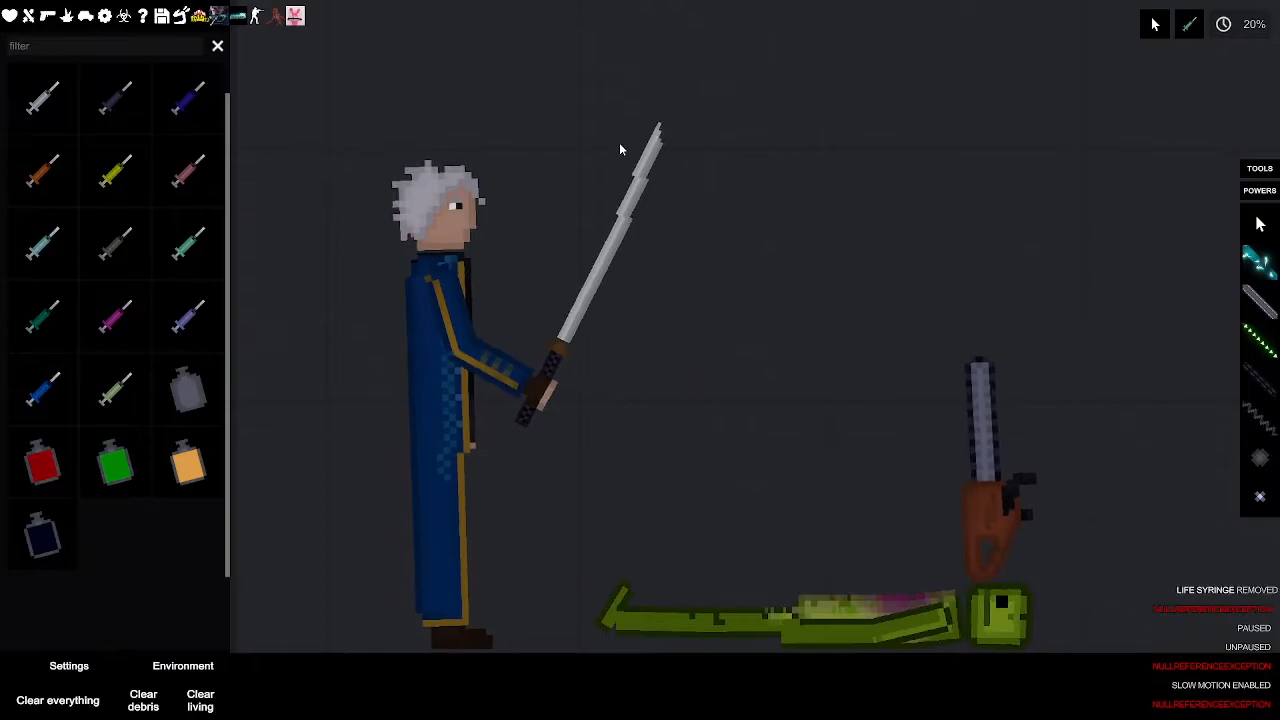 20%
filter
TOOLS
POWERS
LIFE SYRINGE REMOVED
NULLREFERENCEEXCEPTION
PAUSED
UNPAUSED
NULLREFERENCEEXCEPTION
SLOW MOTION ENABLED
NULLREFERENCEEXCEPTION
Settings
Environment
Clear everything
Clear debris
Clear living